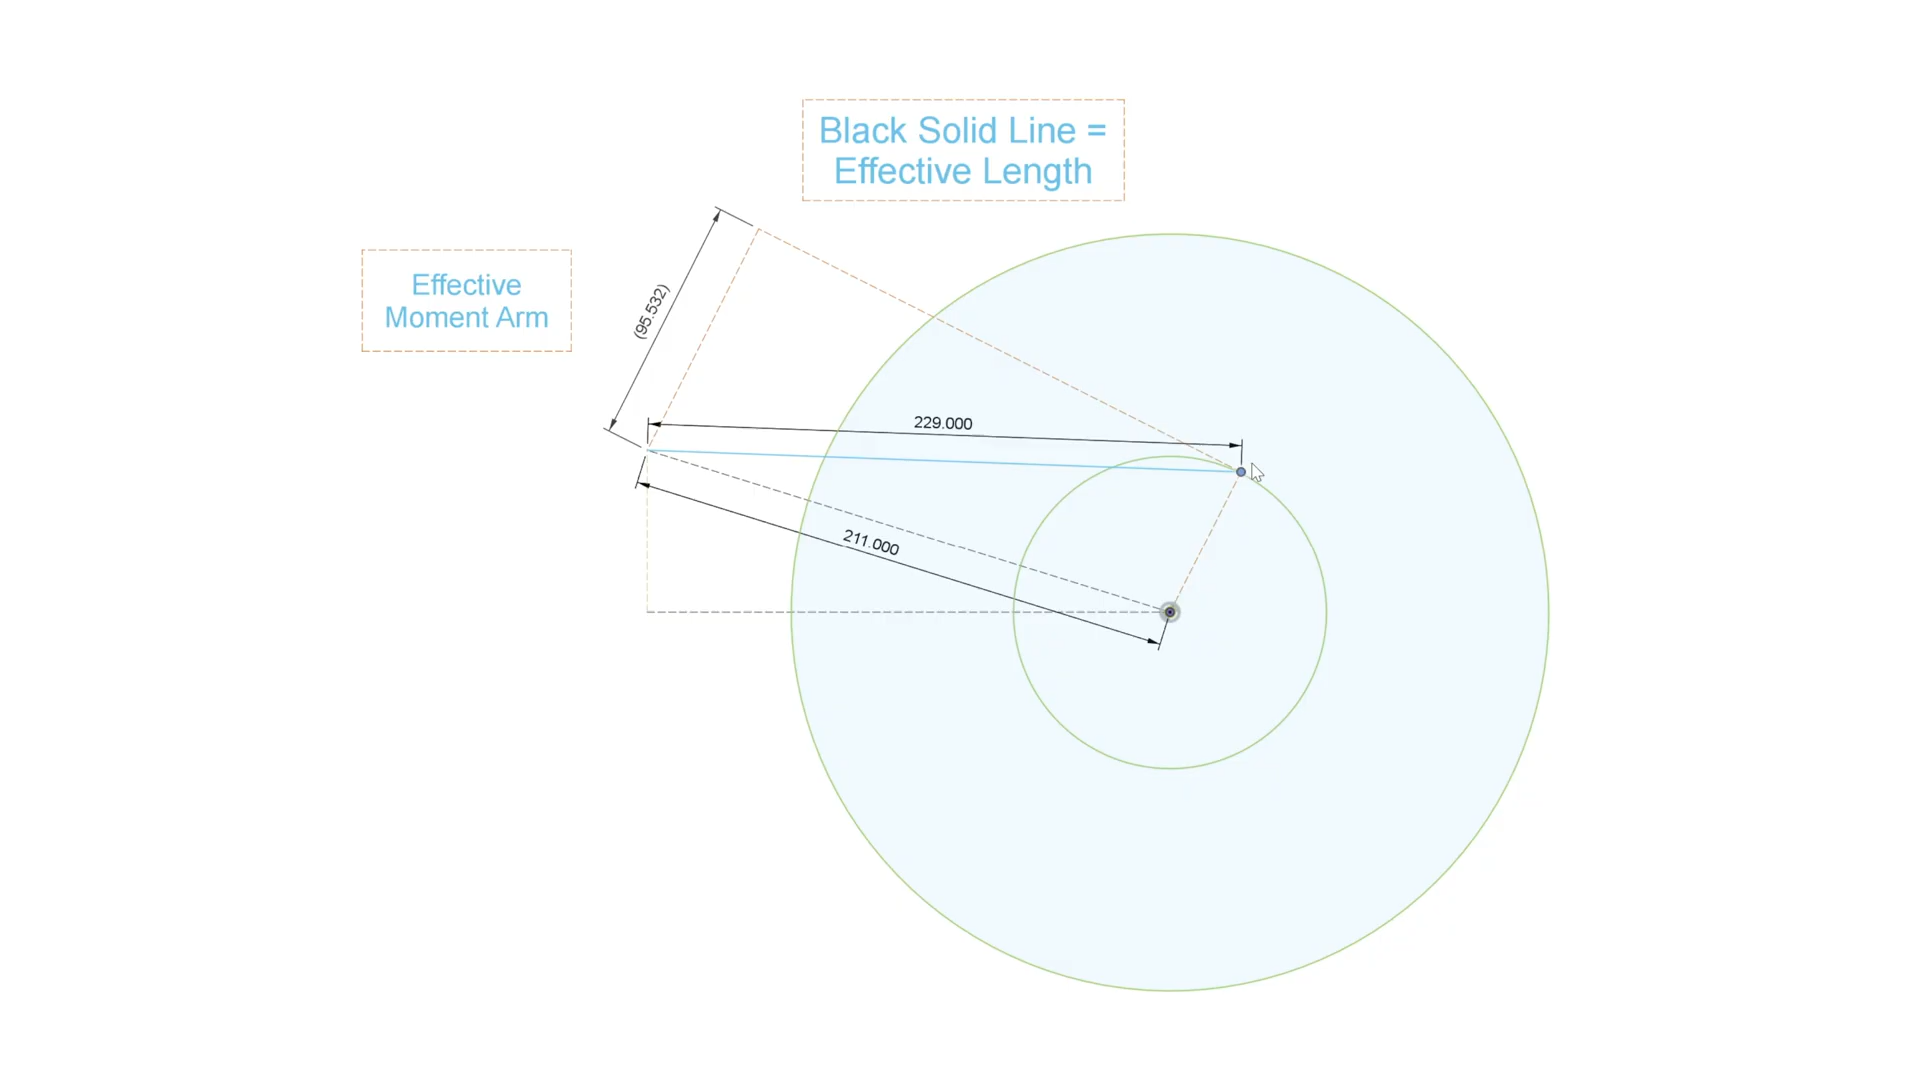 Black Solid Line =
Effective Length
Effective
Moment Arm
(95.532)
229.000
211.000